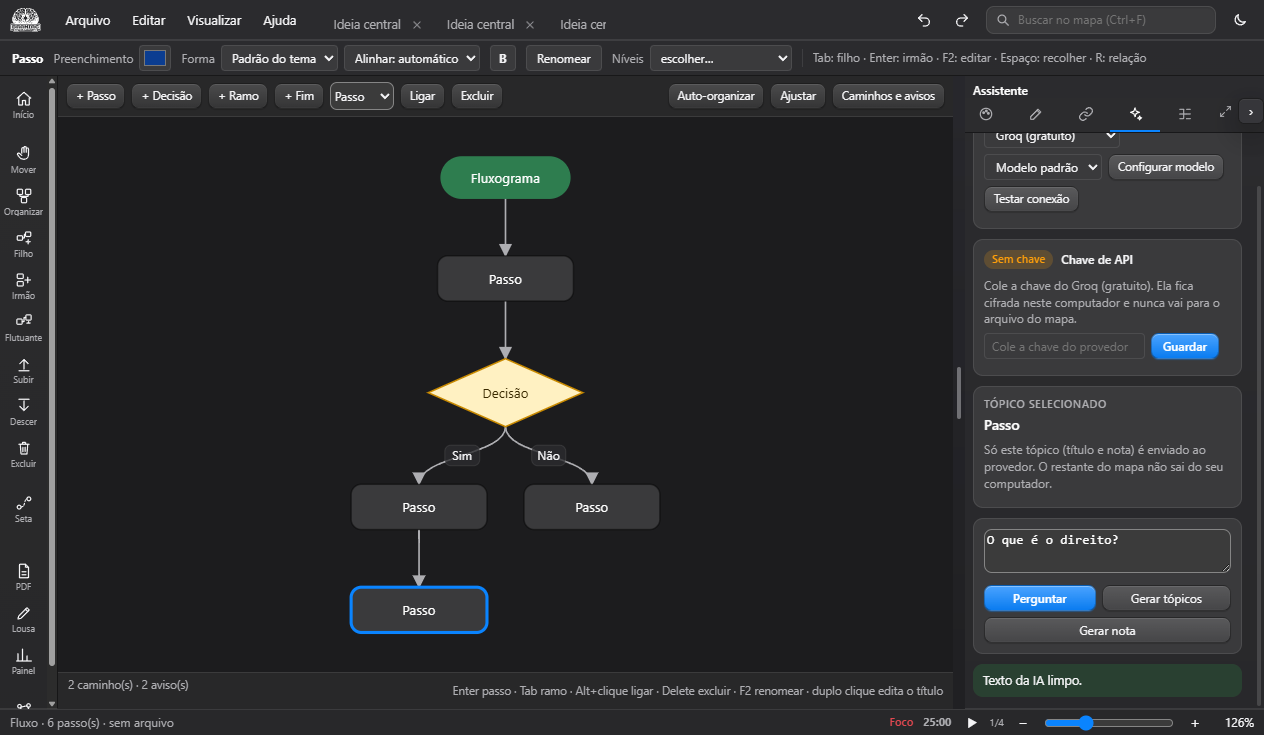 Arquivo Editar Visualizar Ajuda Ideia central × Ideia central × Ideia cer Buscar no mapa (Ctrl+F)
Passo Preenchimento Forma Padrão do tema Alinhar: automático B Renomear Níveis escolher... Tab: filho · Enter: irmão · F2: editar · Espaço: recolher · R: relação
Início
Mover
Organizar
Filho
Irmão
Flutuante
Subir
Descer
Excluir
Seta
PDF
Lousa
Painel
+ Passo + Decisão + Ramo + Fim Passo Ligar Excluir Auto-organizar Ajustar Caminhos e avisos
Fluxograma
Passo
Decisão
Sim Não
Passo Passo
Passo
2 caminho(s) · 2 aviso(s)
Enter passo · Tab ramo · Alt+clique ligar · Delete excluir · F2 renomear · duplo clique edita o título
Assistente
Groq (gratuito)
Modelo padrão Configurar modelo
Testar conexão
Sem chave Chave de API
Cole a chave do Groq (gratuito). Ela fica
cifrada neste computador e nunca vai para o
arquivo do mapa.
Cole a chave do provedor Guardar
TÓPICO SELECIONADO
Passo
Só este tópico (título e nota) é enviado ao
provedor. O restante do mapa não sai do seu
computador.
O que é o direito?
Perguntar Gerar tópicos
Gerar nota
Texto da IA limpo.
Fluxo · 6 passo(s) · sem arquivo Foco 25:00 1/4 − + 126%